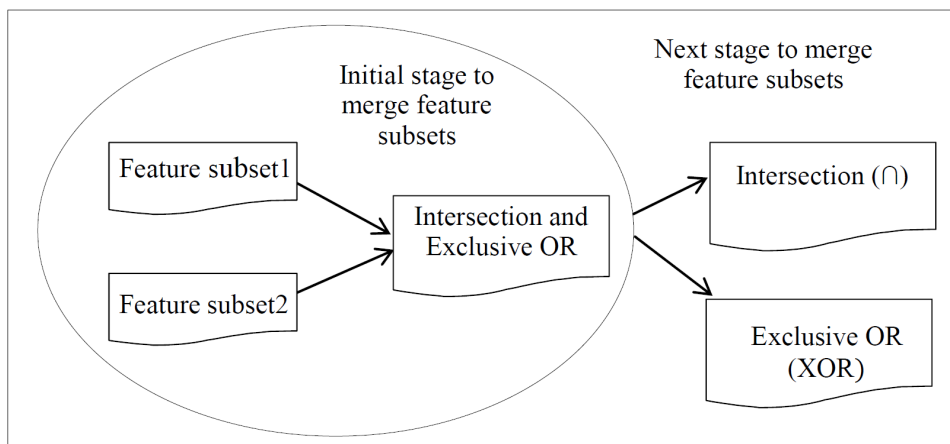 Initial stage to
merge feature
subsets
Next stage to merge
feature subsets
Feature subset1
Feature subset2
Intersection and
Exclusive OR
Intersection (∩)
Exclusive OR
(XOR)